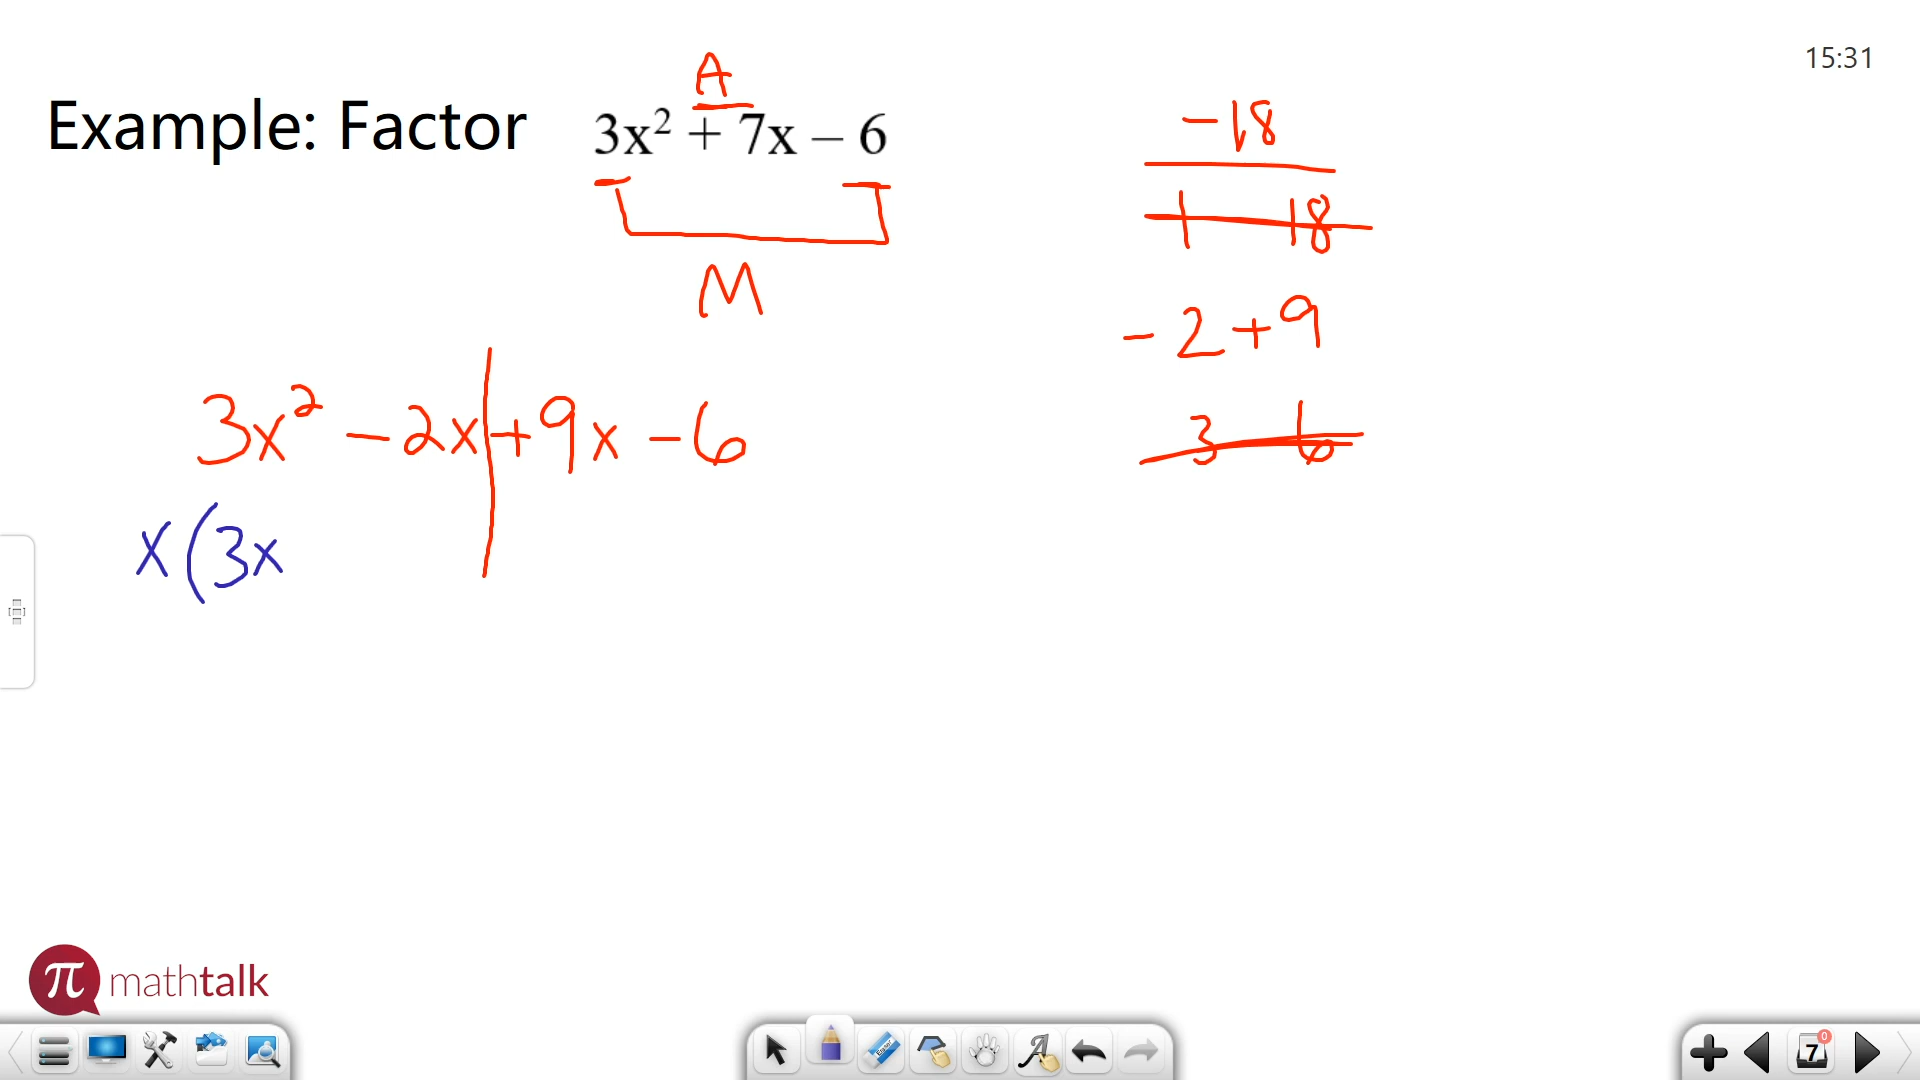 15:31
A
Example: Factor 3x² + 7x – 6
M
-18
1 18
-2+9
3 6
3x² - 2x + 9x - 6
x(3x
π mathtalk
Eraser
A
7
0